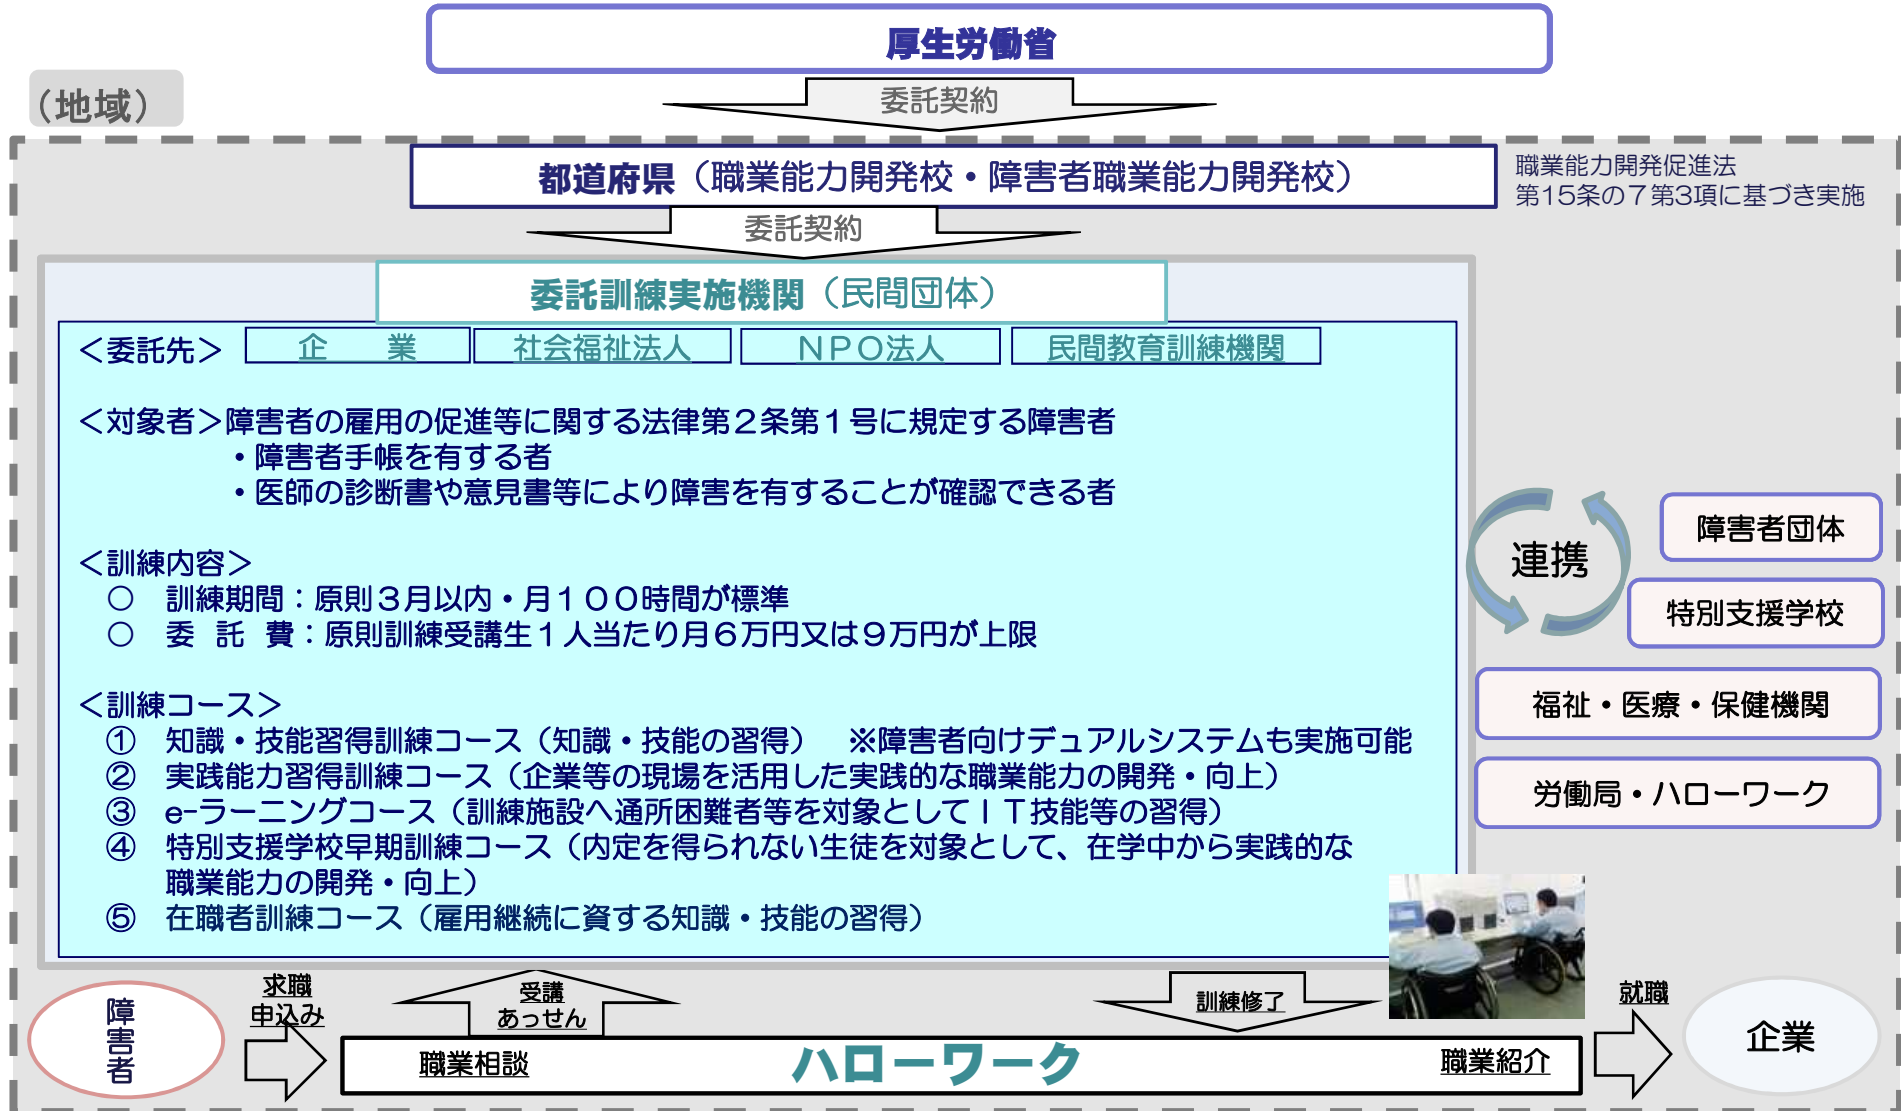 厚生労働省
(地域)
委託契約
都道府県（職業能力開発校・障害者職業能力開発校）
職業能力開発促進法
第15条の７第3項に基づき実施
委託契約
委託訓練実施機関（民間団体）
＜委託先＞ 企　　業 社会福祉法人 ＮＰＯ法人 民間教育訓練機関
＜対象者＞障害者の雇用の促進等に関する法律第２条第１号に規定する障害者
・障害者手帳を有する者
・医師の診断書や意見書等により障害を有することが確認できる者
＜訓練内容＞
○　訓練期間：原則３月以内・月１００時間が標準
○　委 託 費：原則訓練受講生１人当たり月６万円又は９万円が上限
＜訓練コース＞
①　知識・技能習得訓練コース（知識・技能の習得）　※障害者向けデュアルシステムも実施可能
②　実践能力習得訓練コース（企業等の現場を活用した実践的な職業能力の開発・向上）
③　e-ラーニングコース（訓練施設へ通所困難者等を対象としてＩＴ技能等の習得）
④　特別支援学校早期訓練コース（内定を得られない生徒を対象として、在学中から実践的な
職業能力の開発・向上）
⑤　在職者訓練コース（雇用継続に資する知識・技能の習得）
連携
障害者団体
特別支援学校
福祉・医療・保健機関
労働局・ハローワーク
障害者
求職
申込み
受講
あっせん
訓練修了
就職
企業
職業相談 ハローワーク 職業紹介